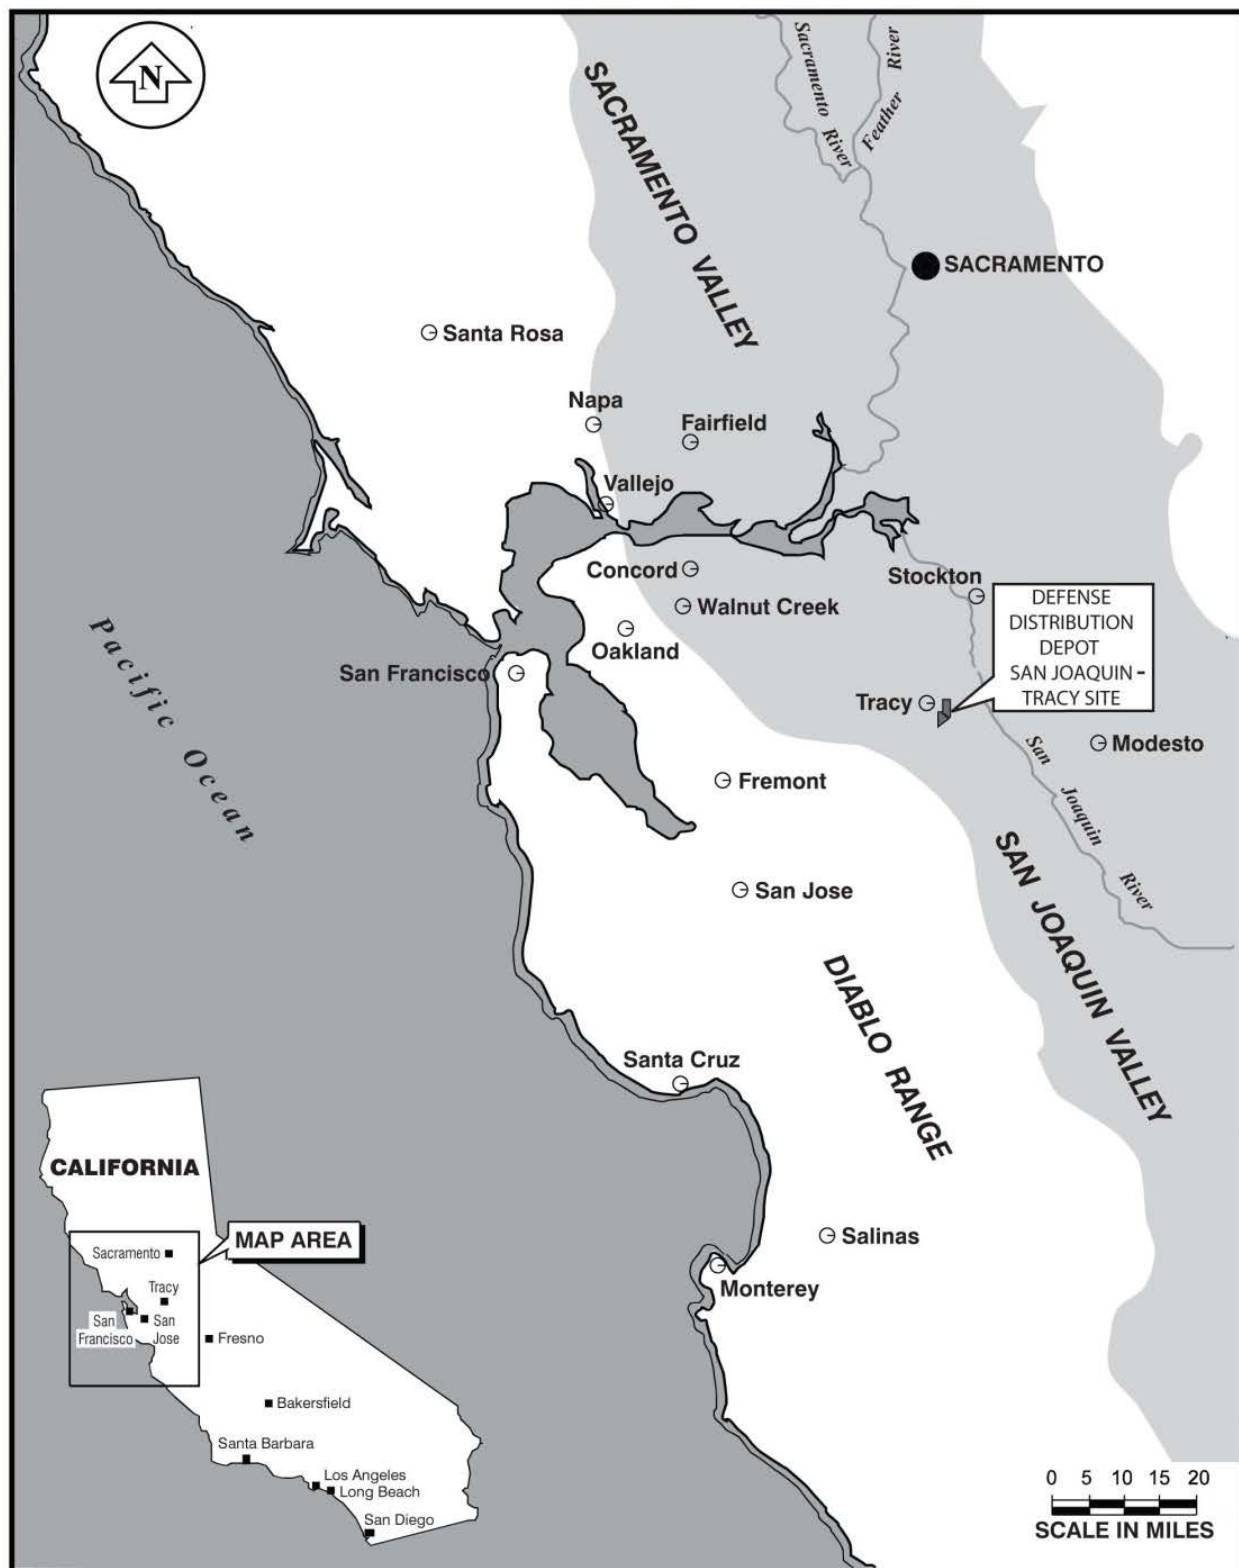 N
Sacramento
River
Feather
River
SACRAMENTO VALLEY
SACRAMENTO
Santa Rosa
Napa
Fairfield
Vallejo
Concord
Walnut Creek
Stockton
DEFENSE
DISTRIBUTION
DEPOT
SAN JOAQUIN –
TRACY SITE
Oakland
San Francisco
Tracy
Pacific Ocean
Modesto
San
Joaquin
River
Fremont
San Jose
SAN JOAQUIN VALLEY
DIABLO RANGE
Santa Cruz
Salinas
Monterey
CALIFORNIA
MAP AREA
Sacramento
Tracy
San
Francisco
San
Jose
Fresno
Bakersfield
Santa Barbara
Los Angeles
Long Beach
San Diego
0 5 10 15 20
SCALE IN MILES